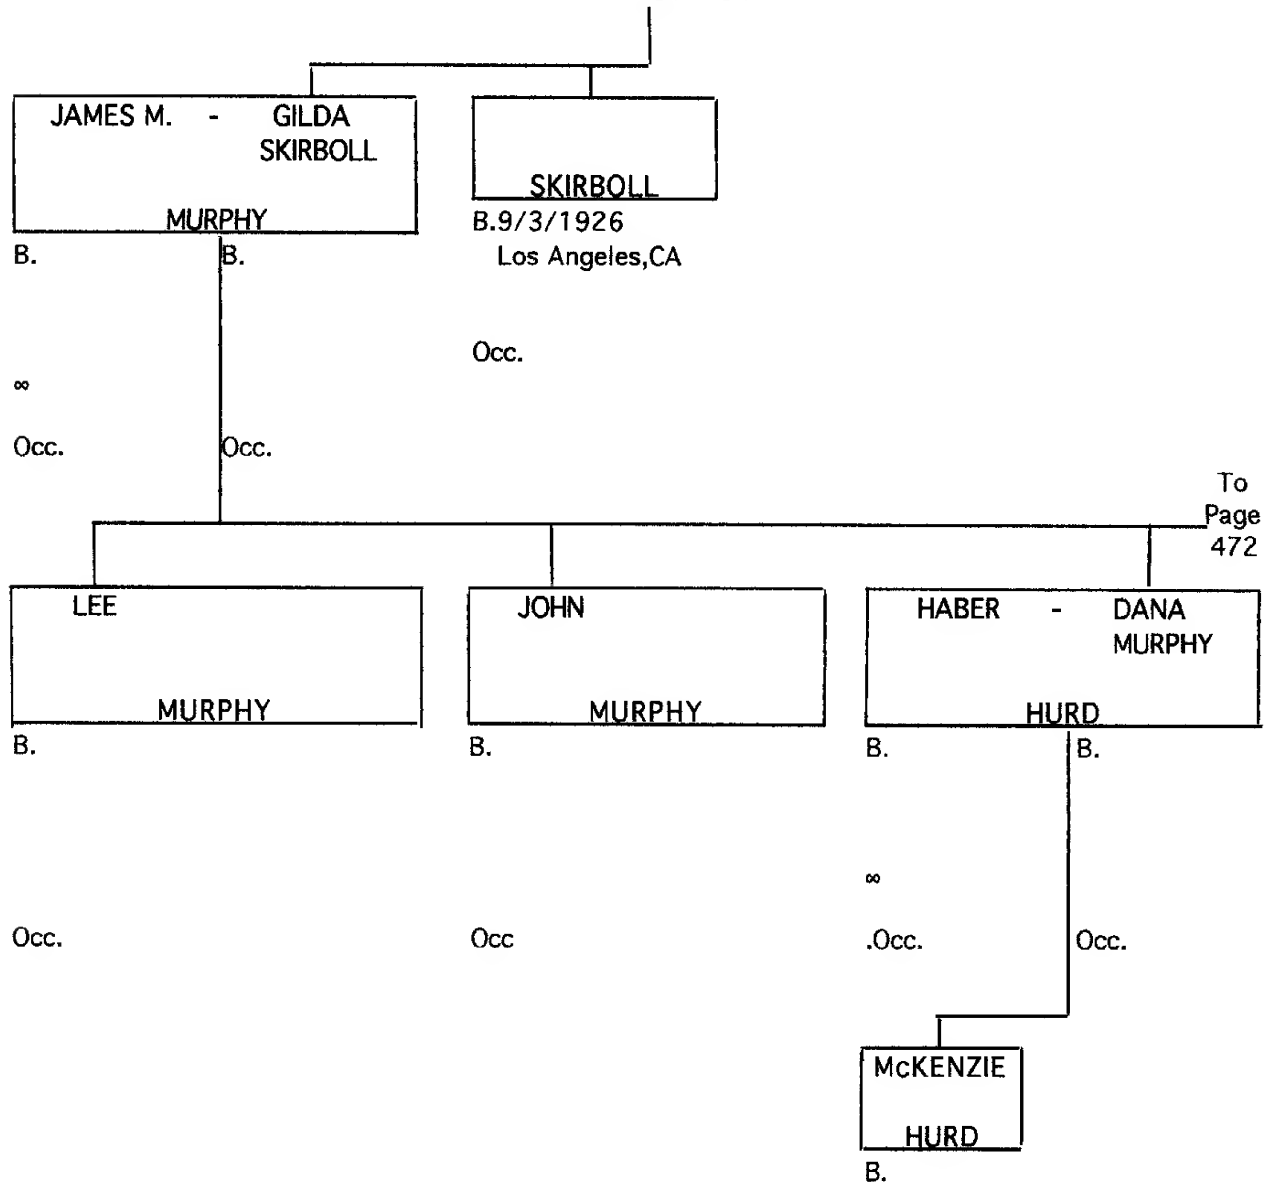 JAMES M. - GILDA
SKIRBOLL
MURPHY
B. B.
∞
Occ. Occ.
SKIRBOLL
B.9/3/1926
Los Angeles,CA
Occ.
To
Page
472
LEE
MURPHY
B.
Occ.
JOHN
MURPHY
B.
Occ
HABER - DANA
MURPHY
HURD
B. B.
∞
.Occ. Occ.
McKENZIE
HURD
B.